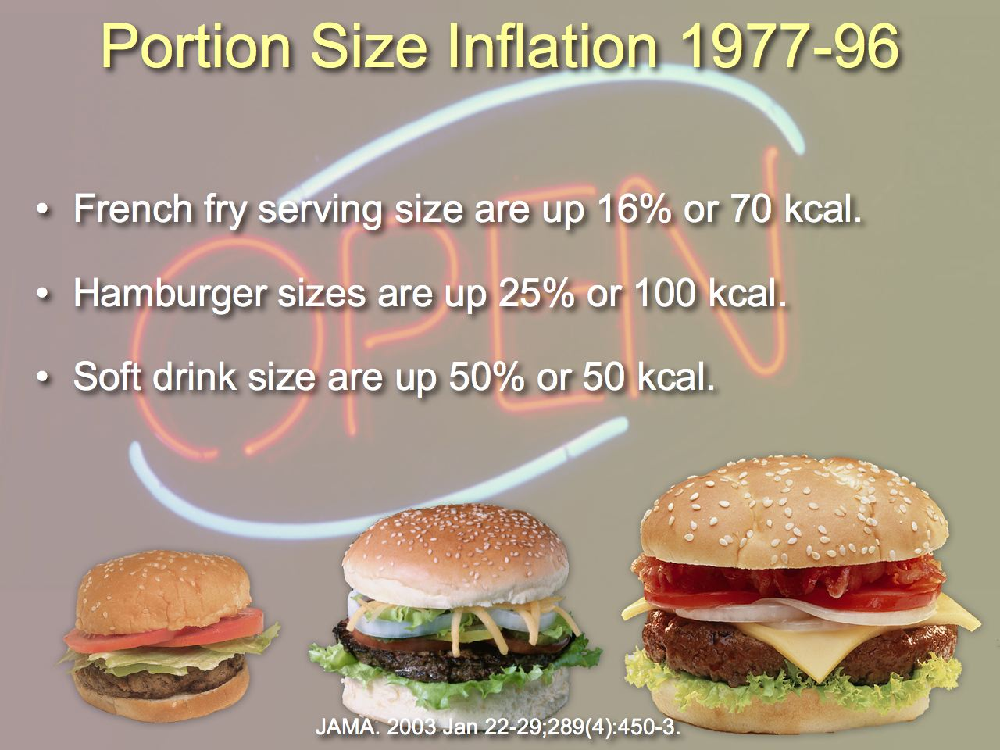 Portion Size Inflation 1977-96
OPEN
• French fry serving size are up 16% or 70 kcal.
• Hamburger sizes are up 25% or 100 kcal.
• Soft drink size are up 50% or 50 kcal.
JAMA. 2003 Jan 22-29;289(4):450-3.